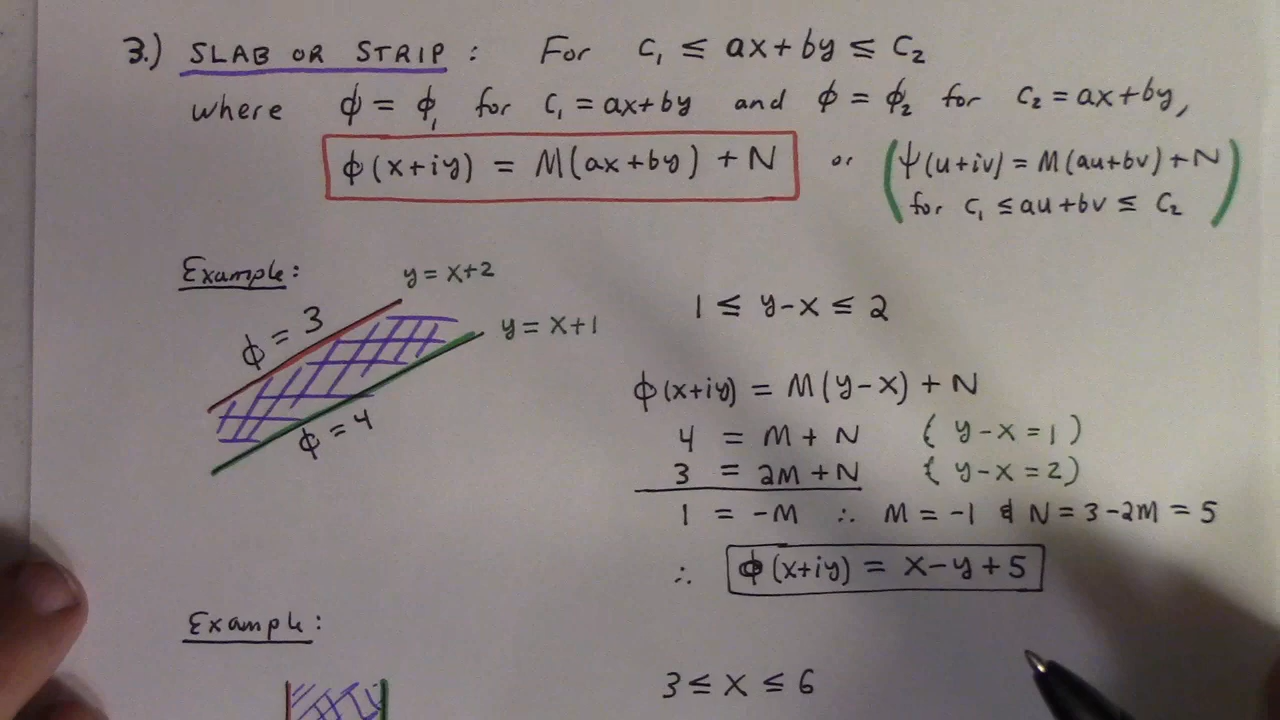 3.) SLAB OR STRIP : For c₁ ≤ ax+by ≤ c₂
where ϕ = ϕ₁ for c₁ = ax+by and ϕ = ϕ₂ for c₂ = ax+by,
ϕ(x+iy) = M(ax+by) + N or (ψ(u+iv) = M(au+bv) + N
for c₁ ≤ au+bv ≤ c₂)
Example:
y = x+2
ϕ = 3
y = x+1
ϕ = 4
1 ≤ y-x ≤ 2
ϕ(x+iy) = M(y-x) + N
4 = M + N (y-x = 1)
3 = 2M + N (y-x = 2)
1 = -M ∴ M = -1 & N = 3-2M = 5
∴ ϕ(x+iy) = x-y+5
Example:
3 ≤ x ≤ 6